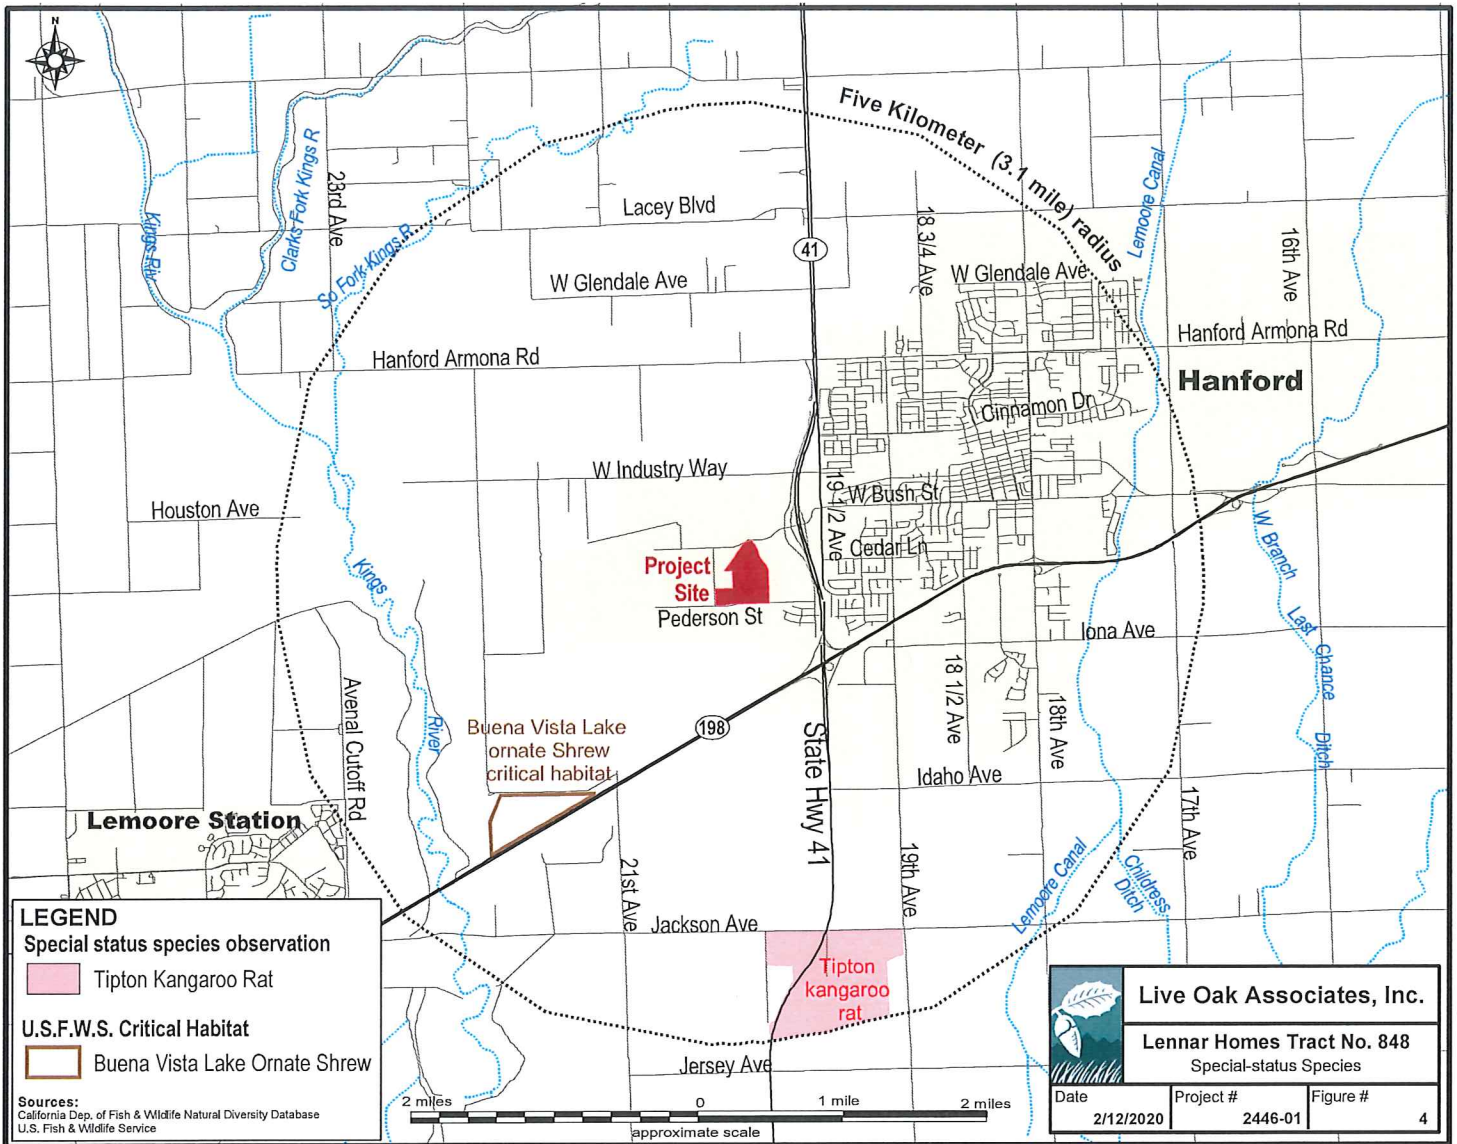 N
Five Kilometer (3.1 mile) radius
Kings Riv
Clarks Fork Kings R
23rd Ave
So Fork Kings R
Lacey Blvd
41
18 3/4 Ave
Lemoore Canal
16th Ave
W Glendale Ave
W Glendale Ave
Hanford Armona Rd
Hanford Armona Rd
Hanford
Cinnamon Dr
W Industry Way
19 1/2 Ave
W Bush St
Houston Ave
Cedar Ln
W Branch Last Chance Ditch
Kings River
Project
Site
Pederson St
Iona Ave
18 1/2 Ave
18th Ave
Avenal Cutoff Rd
Buena Vista Lake
ornate Shrew
critical habitat
198
State Hwy 41
Idaho Ave
17th Ave
Lemoore Station
21st Ave
19th Ave
Lemoore Canal
Childress
Ditch
Jackson Ave
Tipton
kangaroo
rat
Jersey Ave
LEGEND
Special status species observation
Tipton Kangaroo Rat
U.S.F.W.S. Critical Habitat
Buena Vista Lake Ornate Shrew
Sources:
California Dep. of Fish & Wildlife Natural Diversity Database
U.S. Fish & Wildlife Service
2 miles 0 1 mile 2 miles
approximate scale
Live Oak Associates, Inc.
Lennar Homes Tract No. 848
Special-status Species
Date Project # Figure #
2/12/2020 2446-01 4